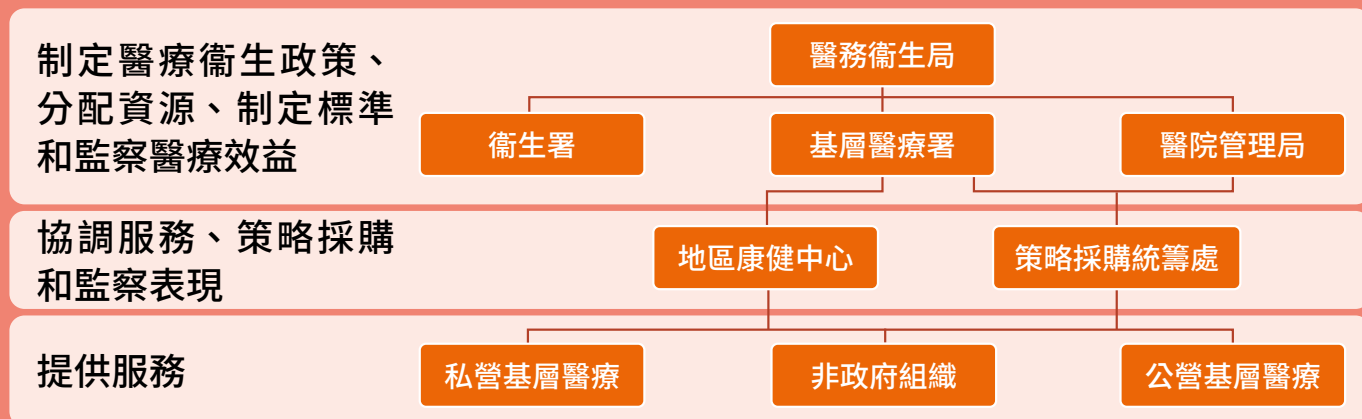 制定醫療衞生政策、
分配資源、制定標準
和監察醫療效益
醫務衞生局
衞生署
基層醫療署
醫院管理局
協調服務、策略採購
和監察表現
地區康健中心
策略採購統籌處
提供服務
私營基層醫療
非政府組織
公營基層醫療